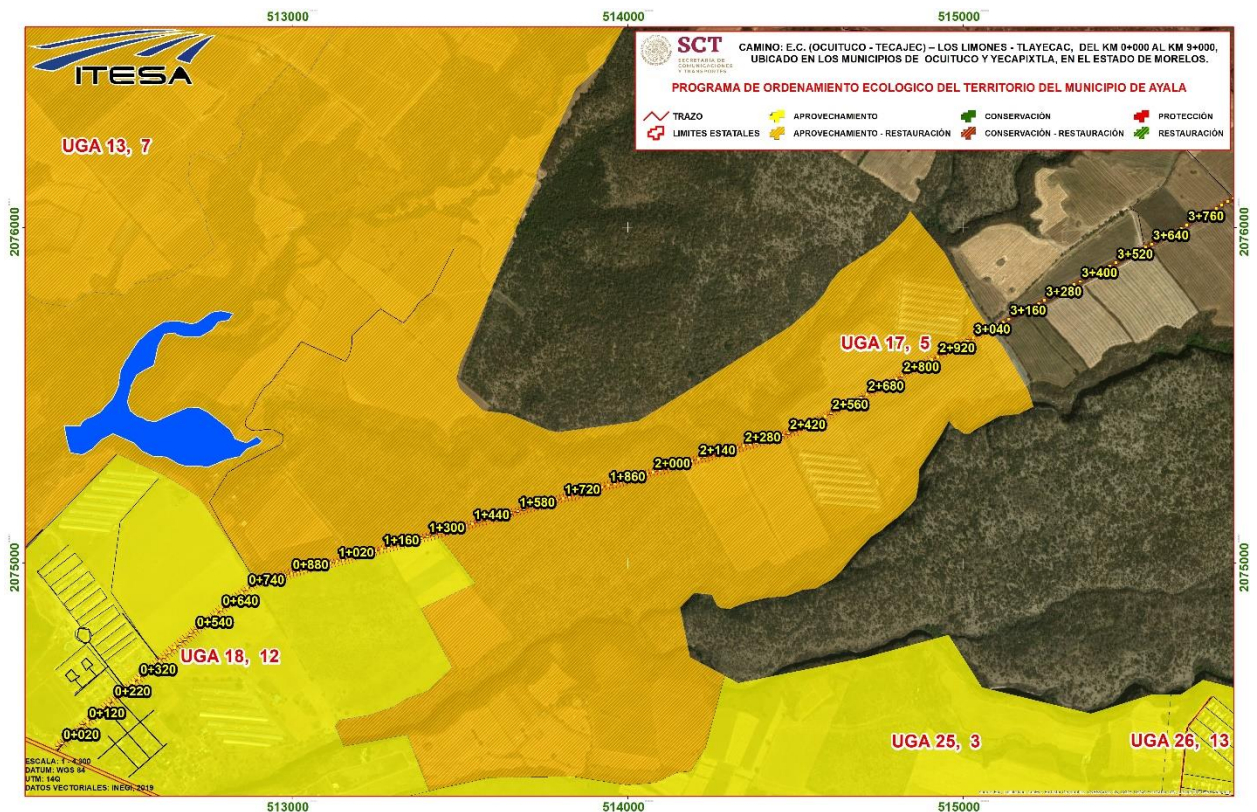 513000 514000 515000
ITESA
SCT
SECRETARÍA DE
COMUNICACIONES
Y TRANSPORTES
CAMINO: E.C. (OCUITUCO - TECAJEC) – LOS LIMONES - TLAYECAC, DEL KM 0+000 AL KM 9+000,
UBICADO EN LOS MUNICIPIOS DE OCUITUCO Y YECAPIXTLA, EN EL ESTADO DE MORELOS.
PROGRAMA DE ORDENAMIENTO ECOLOGICO DEL TERRITORIO DEL MUNICIPIO DE AYALA
TRAZO APROVECHAMIENTO CONSERVACIÓN PROTECCIÓN
LIMITES ESTATALES APROVECHAMIENTO - RESTAURACIÓN CONSERVACIÓN - RESTAURACIÓN RESTAURACIÓN
UGA 13, 7
2076000 2076000
3+760
3+640
3+520
3+400
3+280
3+160
3+040
UGA 17, 5
2+920
2+800
2+680
2+560
2+420
2+280
2+140
2+000
1+860
1+720
1+580
1+440
1+300
1+160
1+020
0+880
0+740
2075000 2075000
0+640
0+540
UGA 18, 12
0+320
0+220
0+120
0+020
UGA 25, 3
UGA 26, 13
ESCALA: 1 - 4,900
DATUM: WGS 84
UTM: 14Q
DATOS VECTORIALES: INEGI, 2019
513000 514000 515000